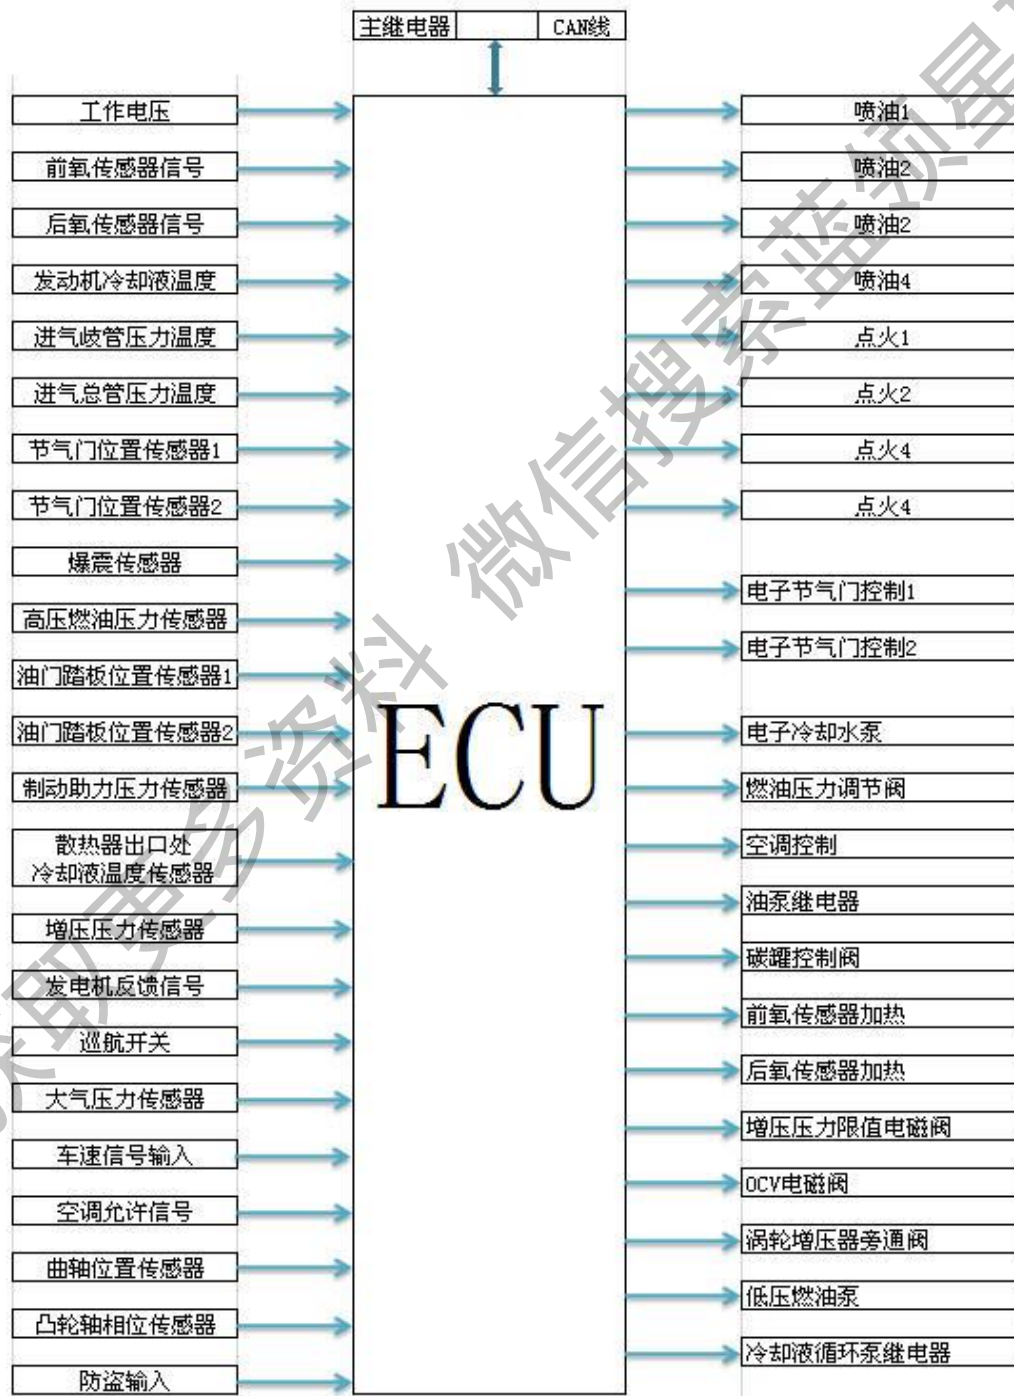 主继电器 CAN线
工作电压
前氧传感器信号
后氧传感器信号
发动机冷却液温度
进气歧管压力温度
进气总管压力温度
节气门位置传感器1
节气门位置传感器2
爆震传感器
高压燃油压力传感器
油门踏板位置传感器1
油门踏板位置传感器2
制动助力压力传感器
散热器出口处
冷却液温度传感器
增压压力传感器
发电机反馈信号
巡航开关
大气压力传感器
车速信号输入
空调允许信号
曲轴位置传感器
凸轮轴相位传感器
防盗输入
ECU
喷油1
喷油2
喷油2
喷油4
点火1
点火2
点火4
点火4
电子节气门控制1
电子节气门控制2
电子冷却水泵
燃油压力调节阀
空调控制
油泵继电器
碳罐控制阀
前氧传感器加热
后氧传感器加热
增压压力限值电磁阀
OCV电磁阀
涡轮增压器旁通阀
低压燃油泵
冷却液循环泵继电器
获取更多资料 微信搜索蓝领星